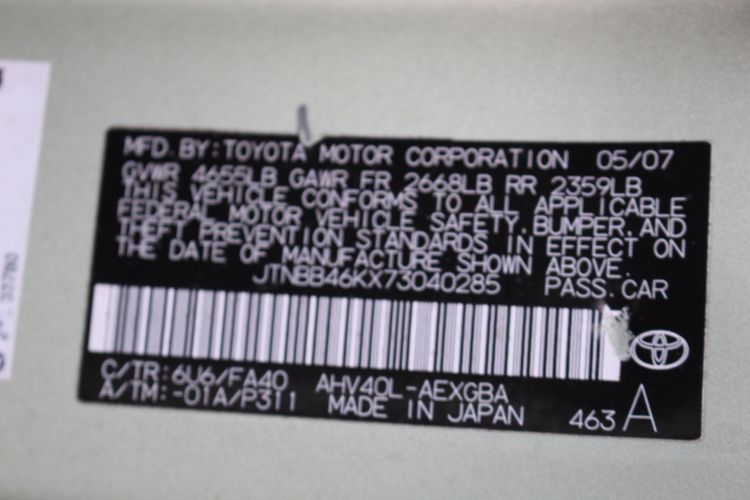 MFD. BY: TOYOTA MOTOR CORPORATION 05/07
GVWR 4655LB GAWR FR 2668LB RR 2359LB
THIS VEHICLE CONFORMS TO ALL APPLICABLE
FEDERAL MOTOR VEHICLE SAFETY, BUMPER, AND
THEFT PREVENTION STANDARDS IN EFFECT ON
THE DATE OF MANUFACTURE SHOWN ABOVE.
JTNBB46KX73040285 PASS. CAR
C/TR: 6U6/FA40 AHV40L-AEXGBA
A/TM: -01A/P311 MADE IN JAPAN 463 A